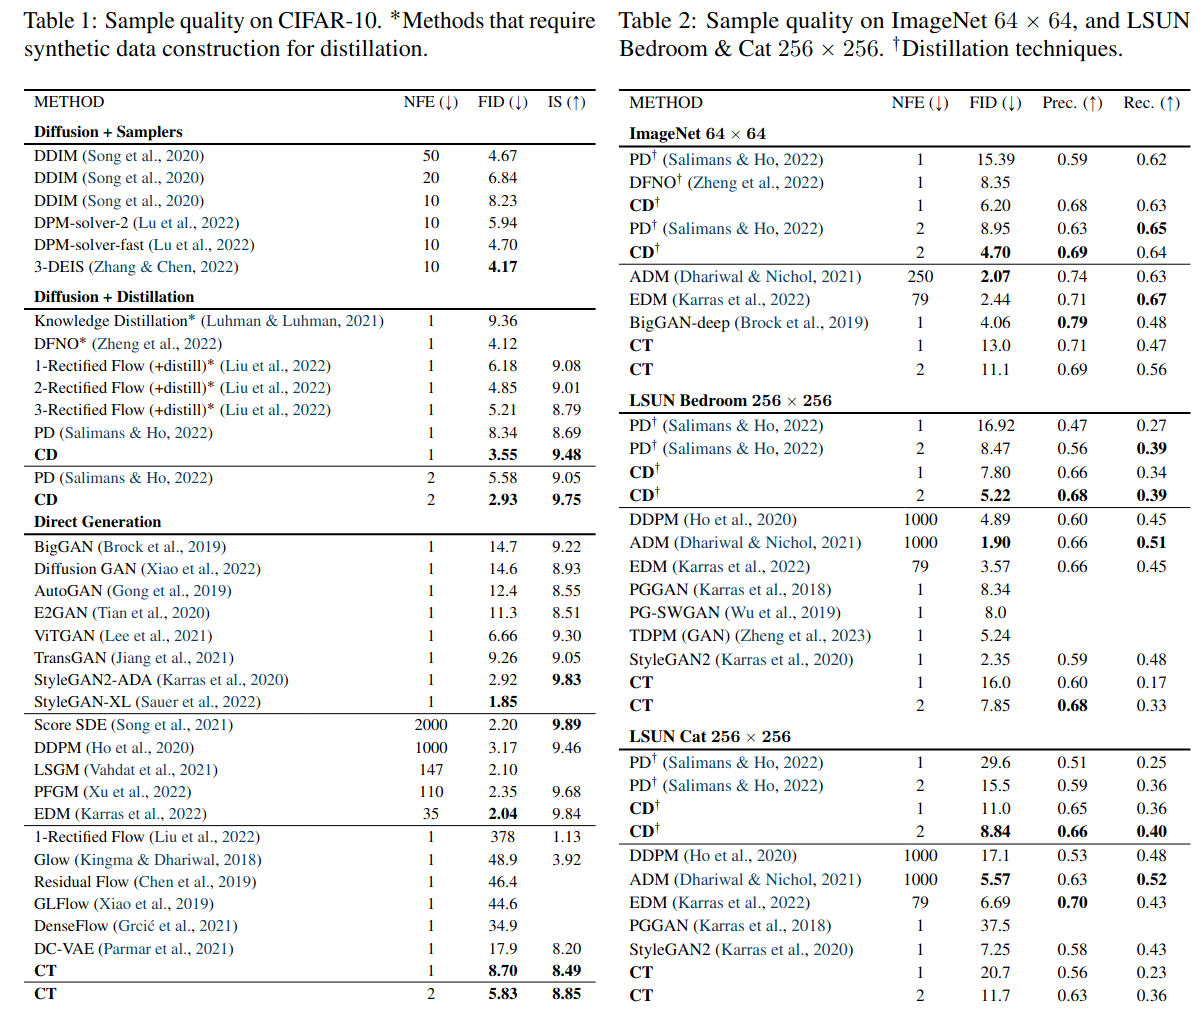 Table 1: Sample quality on CIFAR-10. *Methods that require
synthetic data construction for distillation.
METHOD NFE (↓) FID (↓) IS (↑)
Diffusion + Samplers
DDIM (Song et al., 2020) 50 4.67
DDIM (Song et al., 2020) 20 6.84
DDIM (Song et al., 2020) 10 8.23
DPM-solver-2 (Lu et al., 2022) 10 5.94
DPM-solver-fast (Lu et al., 2022) 10 4.70
3-DEIS (Zhang & Chen, 2022) 10 4.17
Diffusion + Distillation
Knowledge Distillation* (Luhman & Luhman, 2021) 1 9.36
DFNO* (Zheng et al., 2022) 1 4.12
1-Rectified Flow (+distill)* (Liu et al., 2022) 1 6.18 9.08
2-Rectified Flow (+distill)* (Liu et al., 2022) 1 4.85 9.01
3-Rectified Flow (+distill)* (Liu et al., 2022) 1 5.21 8.79
PD (Salimans & Ho, 2022) 1 8.34 8.69
CD 1 3.55 9.48
PD (Salimans & Ho, 2022) 2 5.58 9.05
CD 2 2.93 9.75
Direct Generation
BigGAN (Brock et al., 2019) 1 14.7 9.22
Diffusion GAN (Xiao et al., 2022) 1 14.6 8.93
AutoGAN (Gong et al., 2019) 1 12.4 8.55
E2GAN (Tian et al., 2020) 1 11.3 8.51
ViTGAN (Lee et al., 2021) 1 6.66 9.30
TransGAN (Jiang et al., 2021) 1 9.26 9.05
StyleGAN2-ADA (Karras et al., 2020) 1 2.92 9.83
StyleGAN-XL (Sauer et al., 2022) 1 1.85
Score SDE (Song et al., 2021) 2000 2.20 9.89
DDPM (Ho et al., 2020) 1000 3.17 9.46
LSGM (Vahdat et al., 2021) 147 2.10
PFGM (Xu et al., 2022) 110 2.35 9.68
EDM (Karras et al., 2022) 35 2.04 9.84
1-Rectified Flow (Liu et al., 2022) 1 378 1.13
Glow (Kingma & Dhariwal, 2018) 1 48.9 3.92
Residual Flow (Chen et al., 2019) 1 46.4
GLFlow (Xiao et al., 2019) 1 44.6
DenseFlow (Grcić et al., 2021) 1 34.9
DC-VAE (Parmar et al., 2021) 1 17.9 8.20
CT 1 8.70 8.49
CT 2 5.83 8.85
Table 2: Sample quality on ImageNet 64 × 64, and LSUN
Bedroom & Cat 256 × 256. †Distillation techniques.
METHOD NFE (↓) FID (↓) Prec. (↑) Rec. (↑)
ImageNet 64 × 64
PD† (Salimans & Ho, 2022) 1 15.39 0.59 0.62
DFNO† (Zheng et al., 2022) 1 8.35
CD† 1 6.20 0.68 0.63
PD† (Salimans & Ho, 2022) 2 8.95 0.63 0.65
CD† 2 4.70 0.69 0.64
ADM (Dhariwal & Nichol, 2021) 250 2.07 0.74 0.63
EDM (Karras et al., 2022) 79 2.44 0.71 0.67
BigGAN-deep (Brock et al., 2019) 1 4.06 0.79 0.48
CT 1 13.0 0.71 0.47
CT 2 11.1 0.69 0.56
LSUN Bedroom 256 × 256
PD† (Salimans & Ho, 2022) 1 16.92 0.47 0.27
PD† (Salimans & Ho, 2022) 2 8.47 0.56 0.39
CD† 1 7.80 0.66 0.34
CD† 2 5.22 0.68 0.39
DDPM (Ho et al., 2020) 1000 4.89 0.60 0.45
ADM (Dhariwal & Nichol, 2021) 1000 1.90 0.66 0.51
EDM (Karras et al., 2022) 79 3.57 0.66 0.45
PGGAN (Karras et al., 2018) 1 8.34
PG-SWGAN (Wu et al., 2019) 1 8.0
TDPM (GAN) (Zheng et al., 2023) 1 5.24
StyleGAN2 (Karras et al., 2020) 1 2.35 0.59 0.48
CT 1 16.0 0.60 0.17
CT 2 7.85 0.68 0.33
LSUN Cat 256 × 256
PD† (Salimans & Ho, 2022) 1 29.6 0.51 0.25
PD† (Salimans & Ho, 2022) 2 15.5 0.59 0.36
CD† 1 11.0 0.65 0.36
CD† 2 8.84 0.66 0.40
DDPM (Ho et al., 2020) 1000 17.1 0.53 0.48
ADM (Dhariwal & Nichol, 2021) 1000 5.57 0.63 0.52
EDM (Karras et al., 2022) 79 6.69 0.70 0.43
PGGAN (Karras et al., 2018) 1 37.5
StyleGAN2 (Karras et al., 2020) 1 7.25 0.58 0.43
CT 1 20.7 0.56 0.23
CT 2 11.7 0.63 0.36